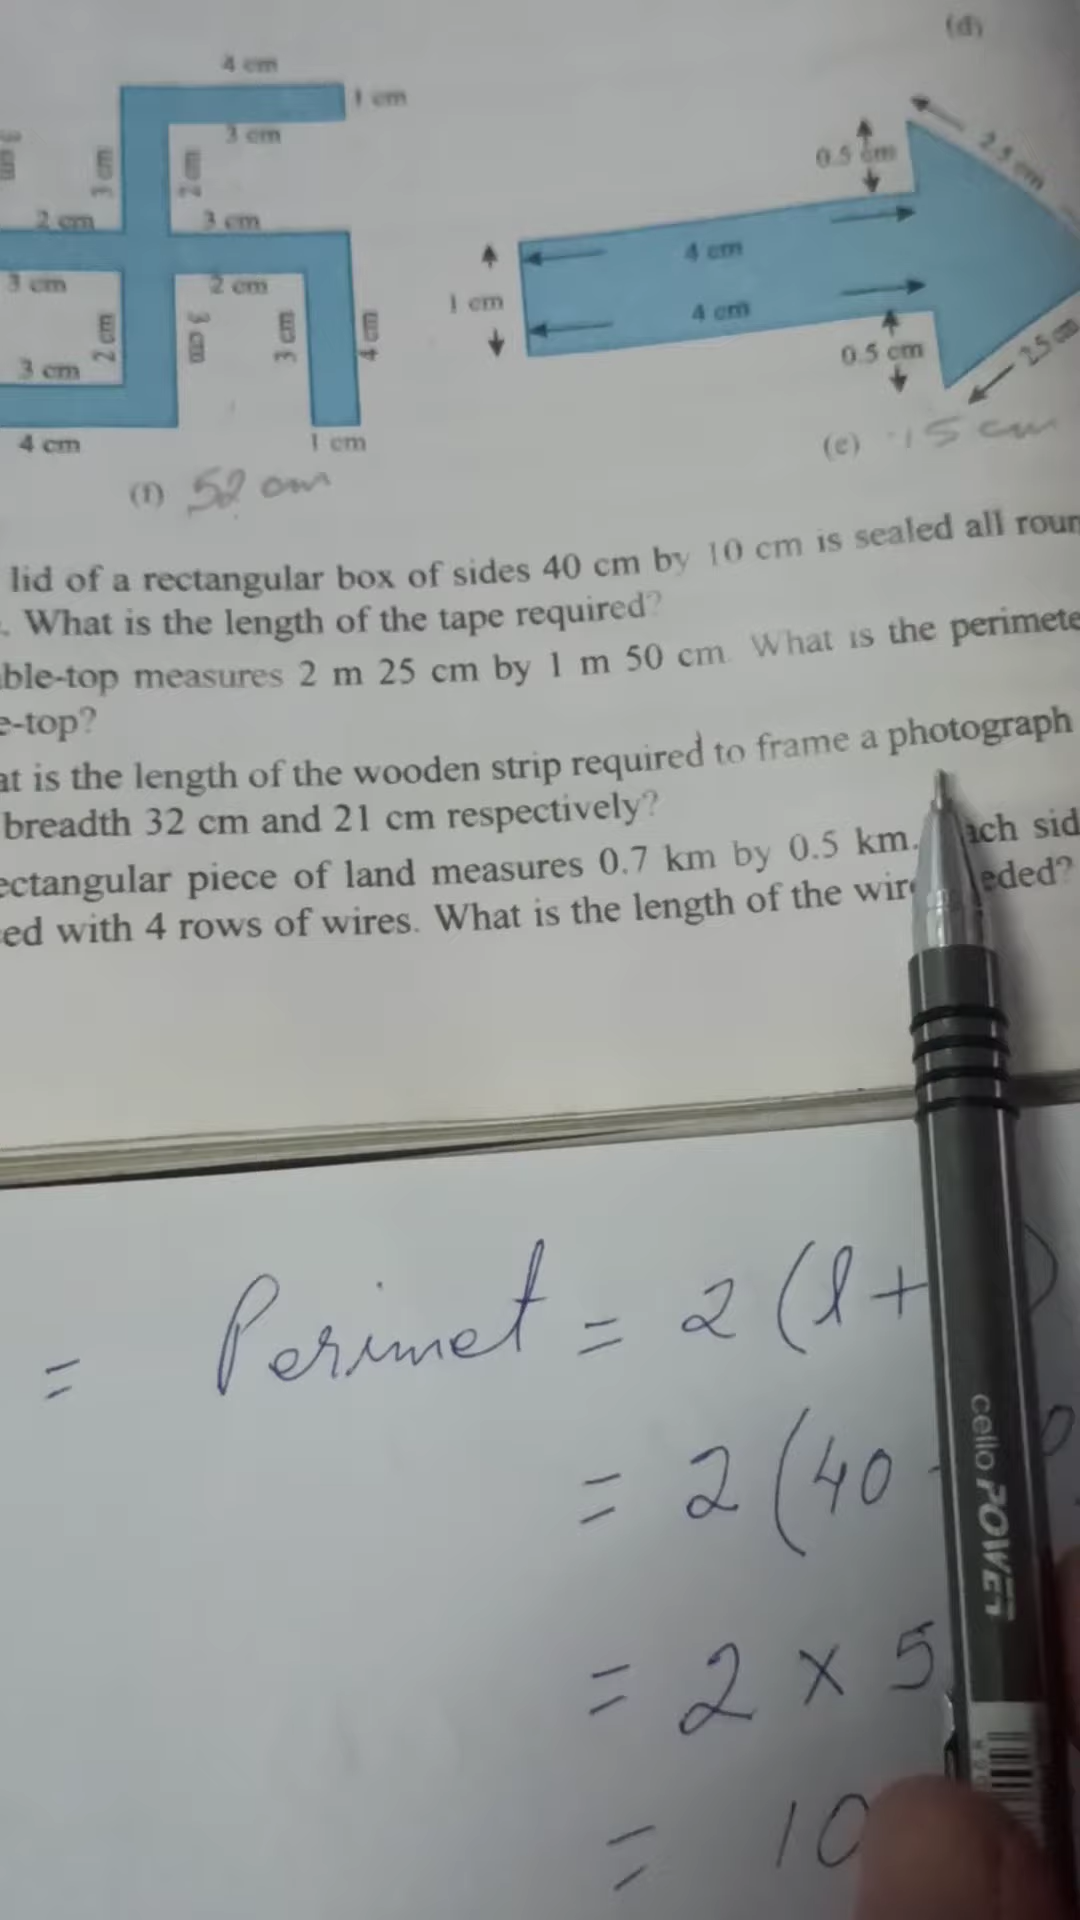 (d)
4 cm
1 cm
3 cm
3 cm
2 cm
2 cm
3 cm
3 cm
2 cm
2 cm
3 cm
3 cm
4 cm
3 cm
4 cm
1 cm
(f) 52 cm
0.5 cm
2.5 cm
4 cm
1 cm
4 cm
0.5 cm
2.5 cm
(e) 15 cm
lid of a rectangular box of sides 40 cm by 10 cm is sealed all roun
. What is the length of the tape required?
ble-top measures 2 m 25 cm by 1 m 50 cm. What is the perimete
e-top?
at is the length of the wooden strip required to frame a photograph
breadth 32 cm and 21 cm respectively?
ectangular piece of land measures 0.7 km by 0.5 km. ach sid
ed with 4 rows of wires. What is the length of the wir eded?
= Perimet = 2 (l +
= 2 (40
= 2 × 5
= 10
cello POWER